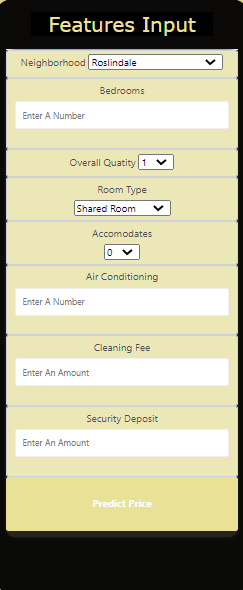 Features Input
Neighborhood Roslindale
Bedrooms
Enter A Number
Overall Quatity 1
Room Type
Shared Room
Accomodates
0
Air Conditioning
Enter A Number
Cleaning Fee
Enter An Amount
Security Deposit
Enter An Amount
Predict Price